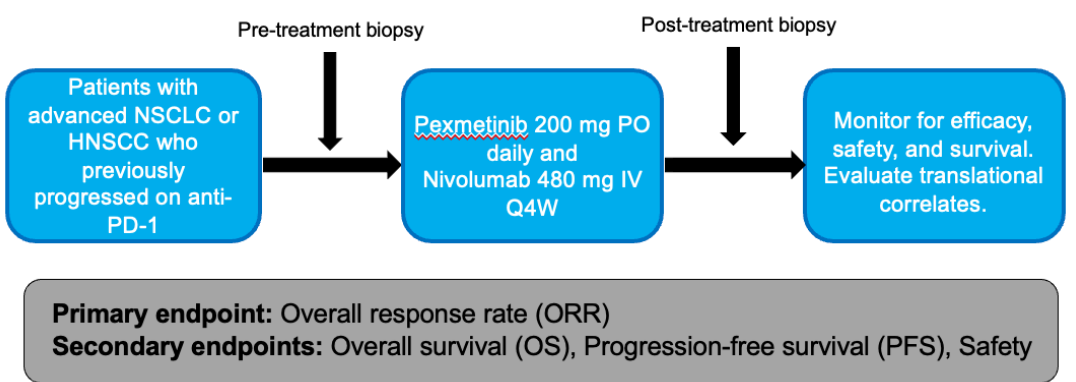 Pre-treatment biopsy
Post-treatment biopsy
Patients with
advanced NSCLC or
HNSCC who
previously
progressed on anti-
PD-1
Pexmetinib 200 mg PO
daily and
Nivolumab 480 mg IV
Q4W
Monitor for efficacy,
safety, and survival.
Evaluate translational
correlates.
Primary endpoint: Overall response rate (ORR)
Secondary endpoints: Overall survival (OS), Progression-free survival (PFS), Safety